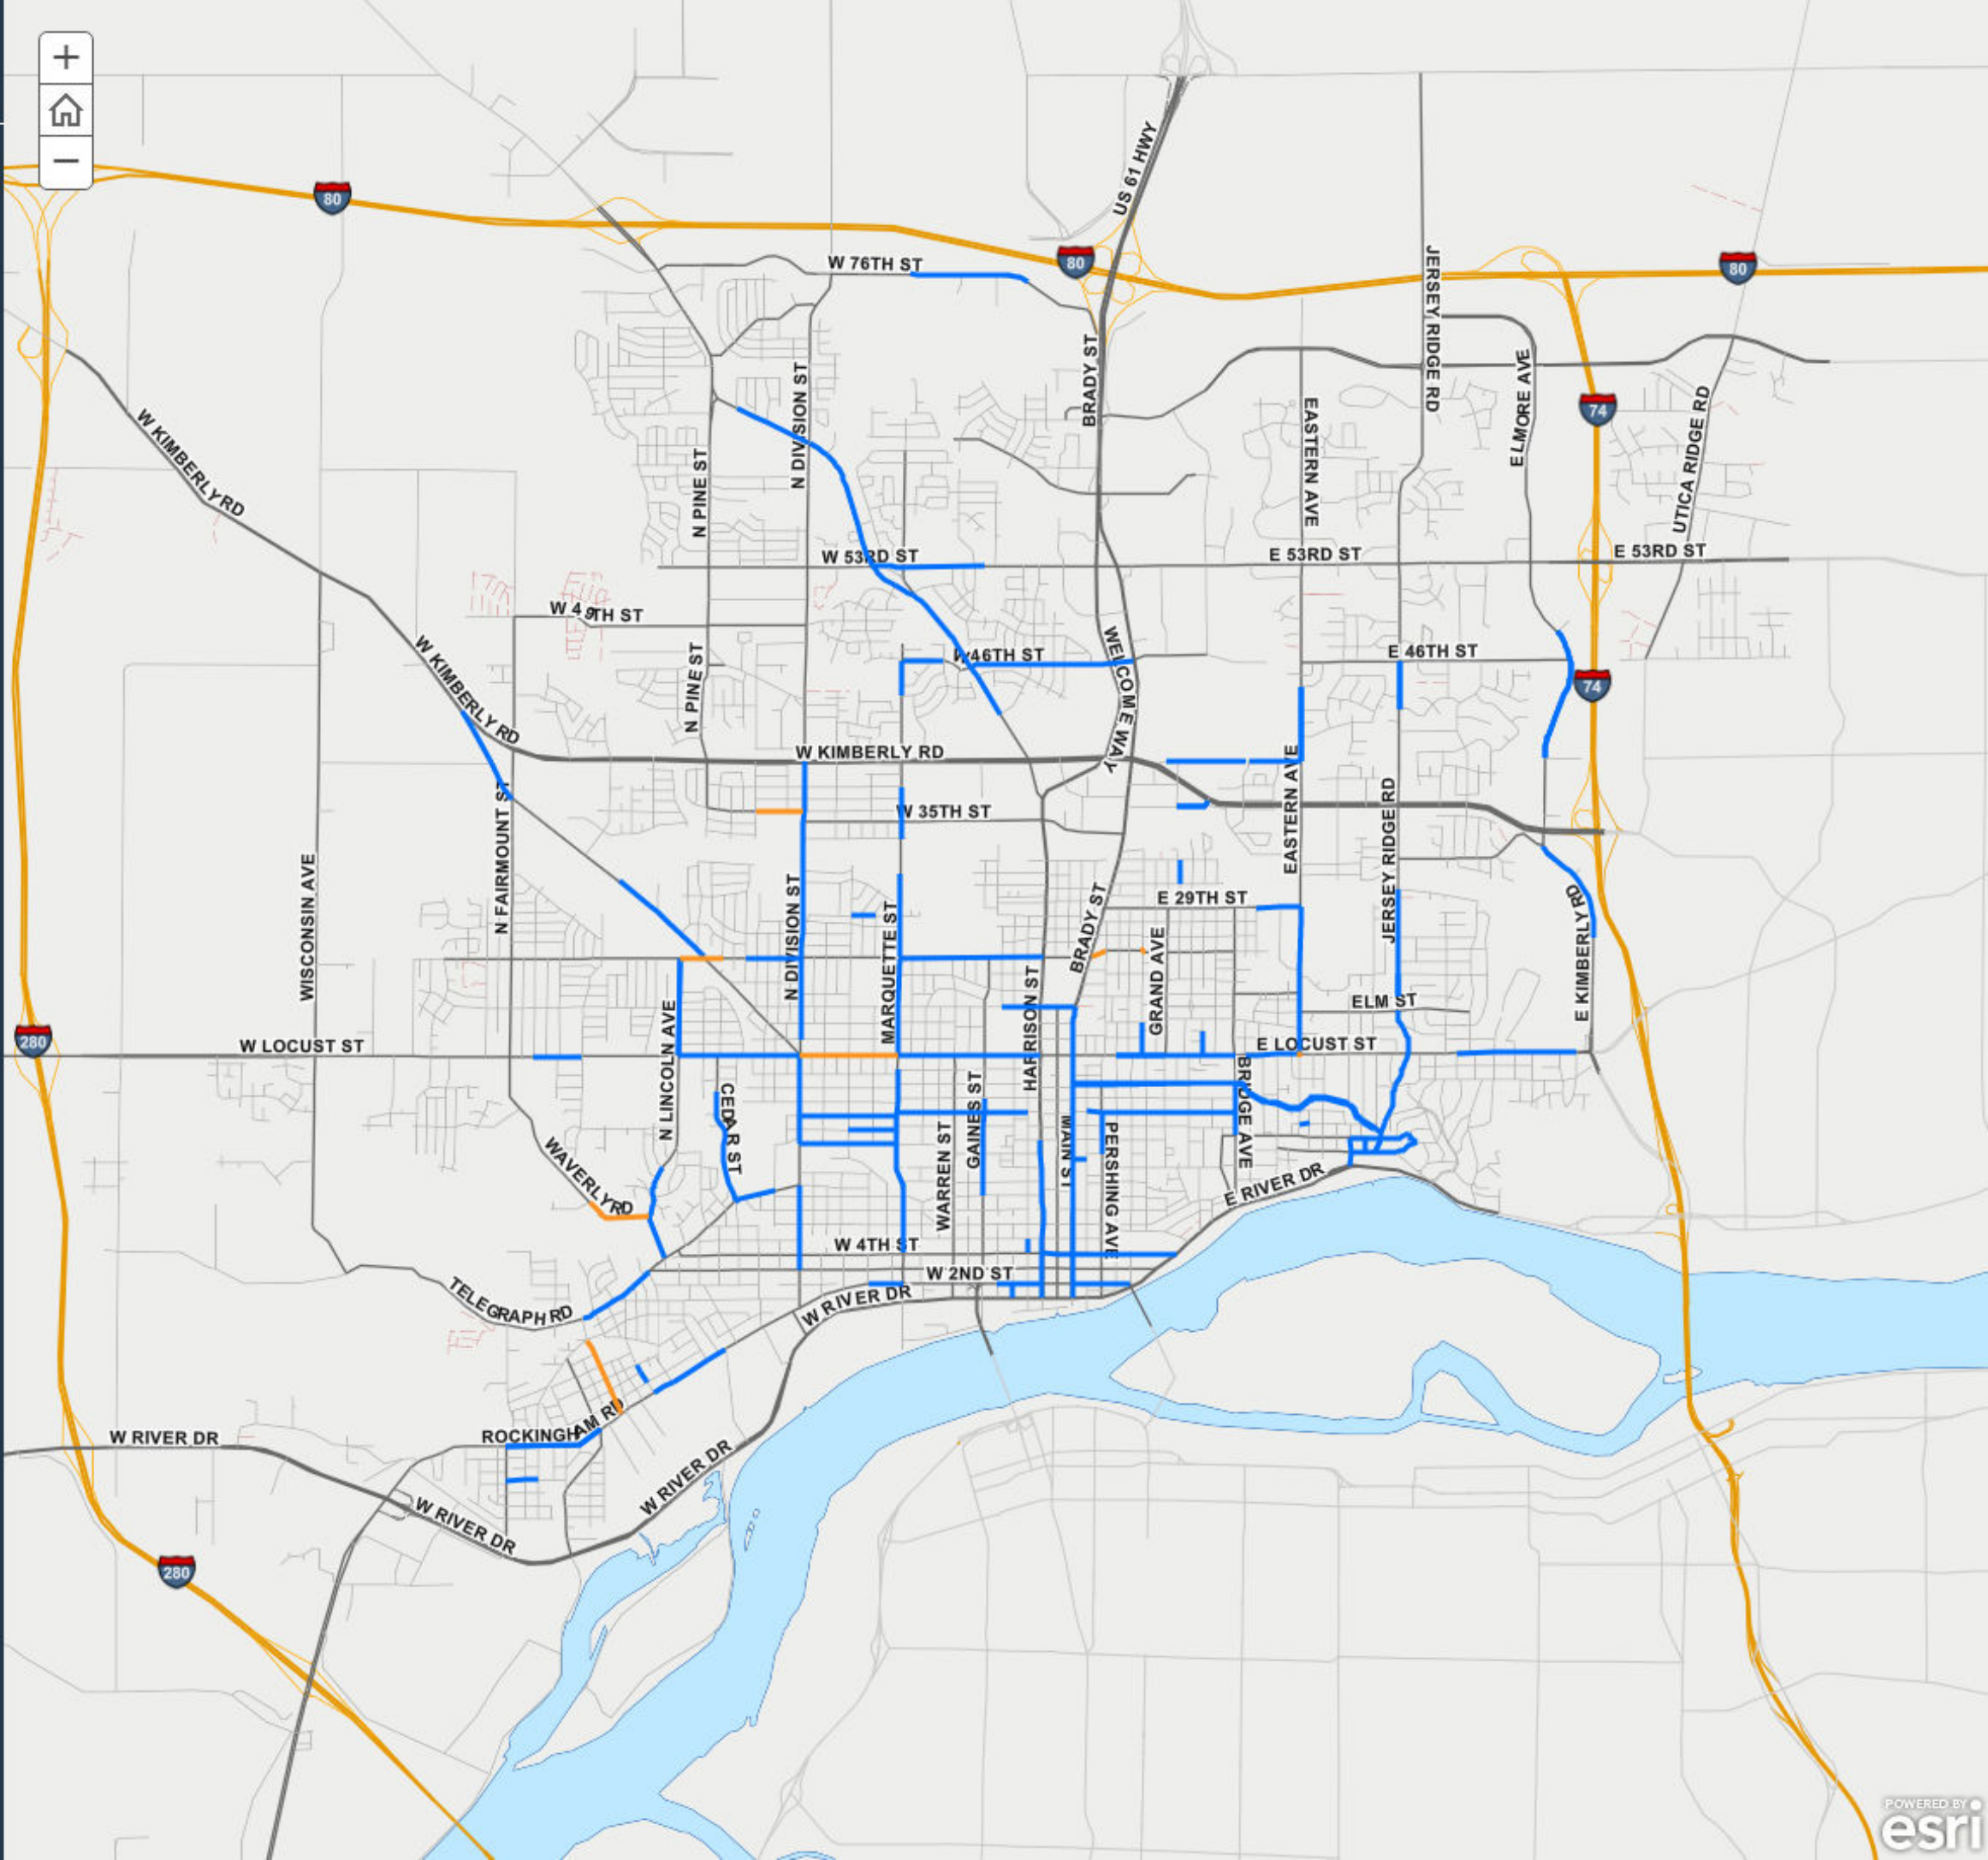 +
−
80
US 61 HWY
W 76TH ST
80
JERSEY RIDGE RD
80
BRADY ST
N DIVISION ST
ELMORE AVE
EASTERN AVE
74
UTICA RIDGE RD
W KIMBERLY RD
N PINE ST
W 53RD ST
E 53RD ST
E 53RD ST
W 49TH ST
W 46TH ST
E 46TH ST
W KIMBERLY RD
N PINE ST
WELCOME WAY
74
W KIMBERLY RD
EASTERN AVE
N FAIRMOUNT ST
W 35TH ST
JERSEY RIDGE RD
WISCONSIN AVE
N DIVISION ST
MARQUETTE ST
BRADY ST
E 29TH ST
E KIMBERLY RD
GRAND AVE
HARRISON ST
ELM ST
N LINCOLN AVE
280
W LOCUST ST
E LOCUST ST
CEDAR ST
GAINES ST
BRIDGE AVE
WAVERLY RD
WARREN ST
MAIN ST
PERSHING AVE
E RIVER DR
W 4TH ST
W 2ND ST
TELEGRAPH RD
W RIVER DR
ROCKINGHAM RD
W RIVER DR
W RIVER DR
W RIVER DR
280
POWERED BY
esri